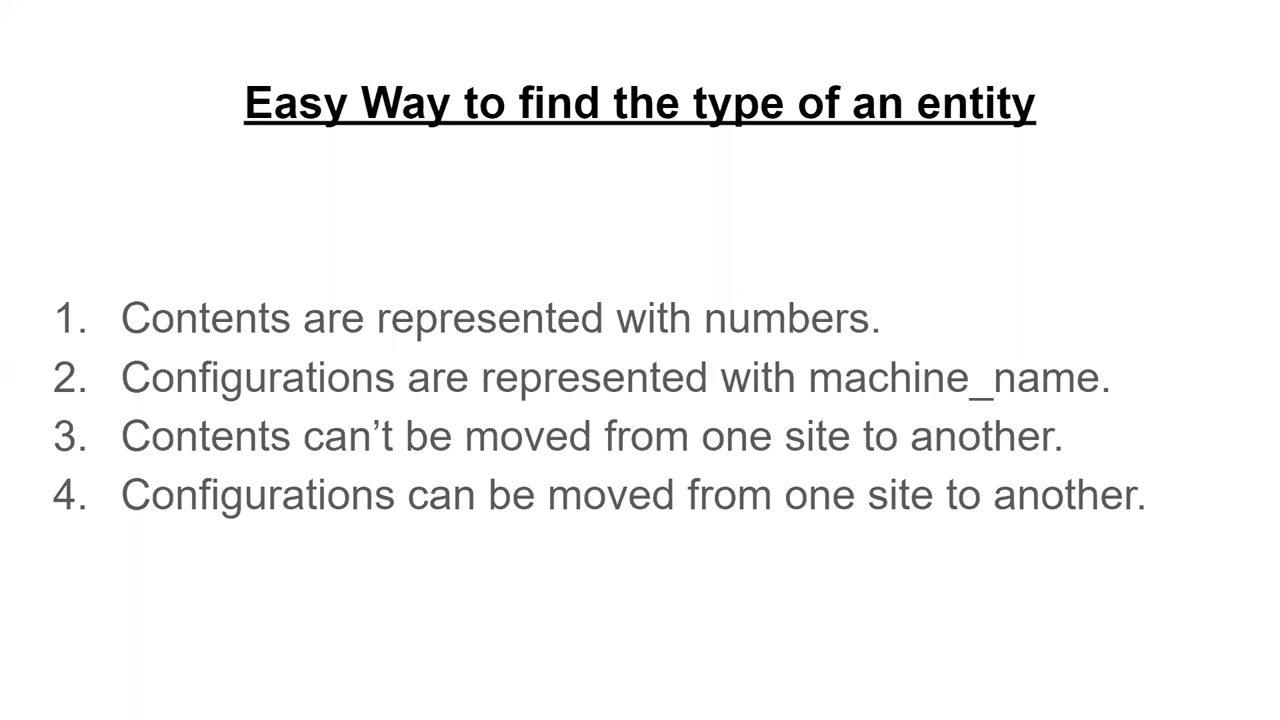 Easy Way to find the type of an entity
1. Contents are represented with numbers.
2. Configurations are represented with machine_name.
3. Contents can’t be moved from one site to another.
4. Configurations can be moved from one site to another.